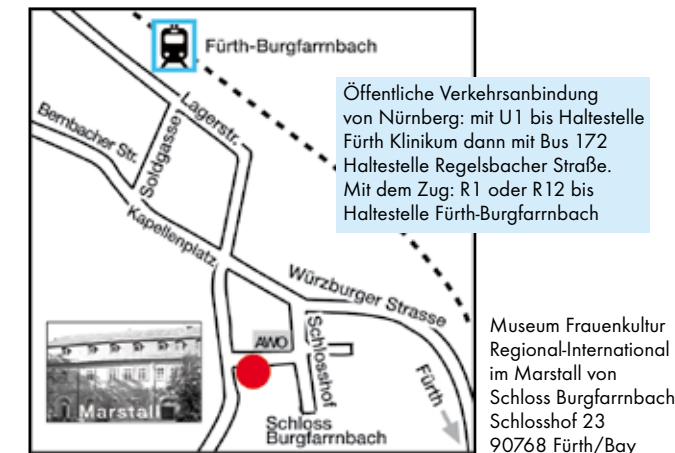 Fürth-Burgfarrnbach
Öffentliche Verkehrsanbindung
von Nürnberg: mit U1 bis Haltestelle
Fürth Klinikum dann mit Bus 172
Haltestelle Regelsbacher Straße.
Mit dem Zug: R1 oder R12 bis
Haltestelle Fürth-Burgfarrnbach
Lagerstr.
Bernbacher Str.
Soldgasse
Kapellenplatz
Würzburger Strasse
AWO
Schlosshof
Marstall
Fürth
Schloss
Burgfarrnbach
Museum Frauenkultur
Regional-International
im Marstall von
Schloss Burgfarrnbach
Schlosshof 23
90768 Fürth/Bay